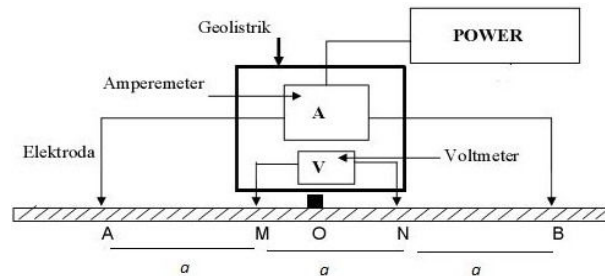 Geolistrik
POWER
Amperemeter
A
Elektroda
V
Voltmeter
A M O N B
a a a